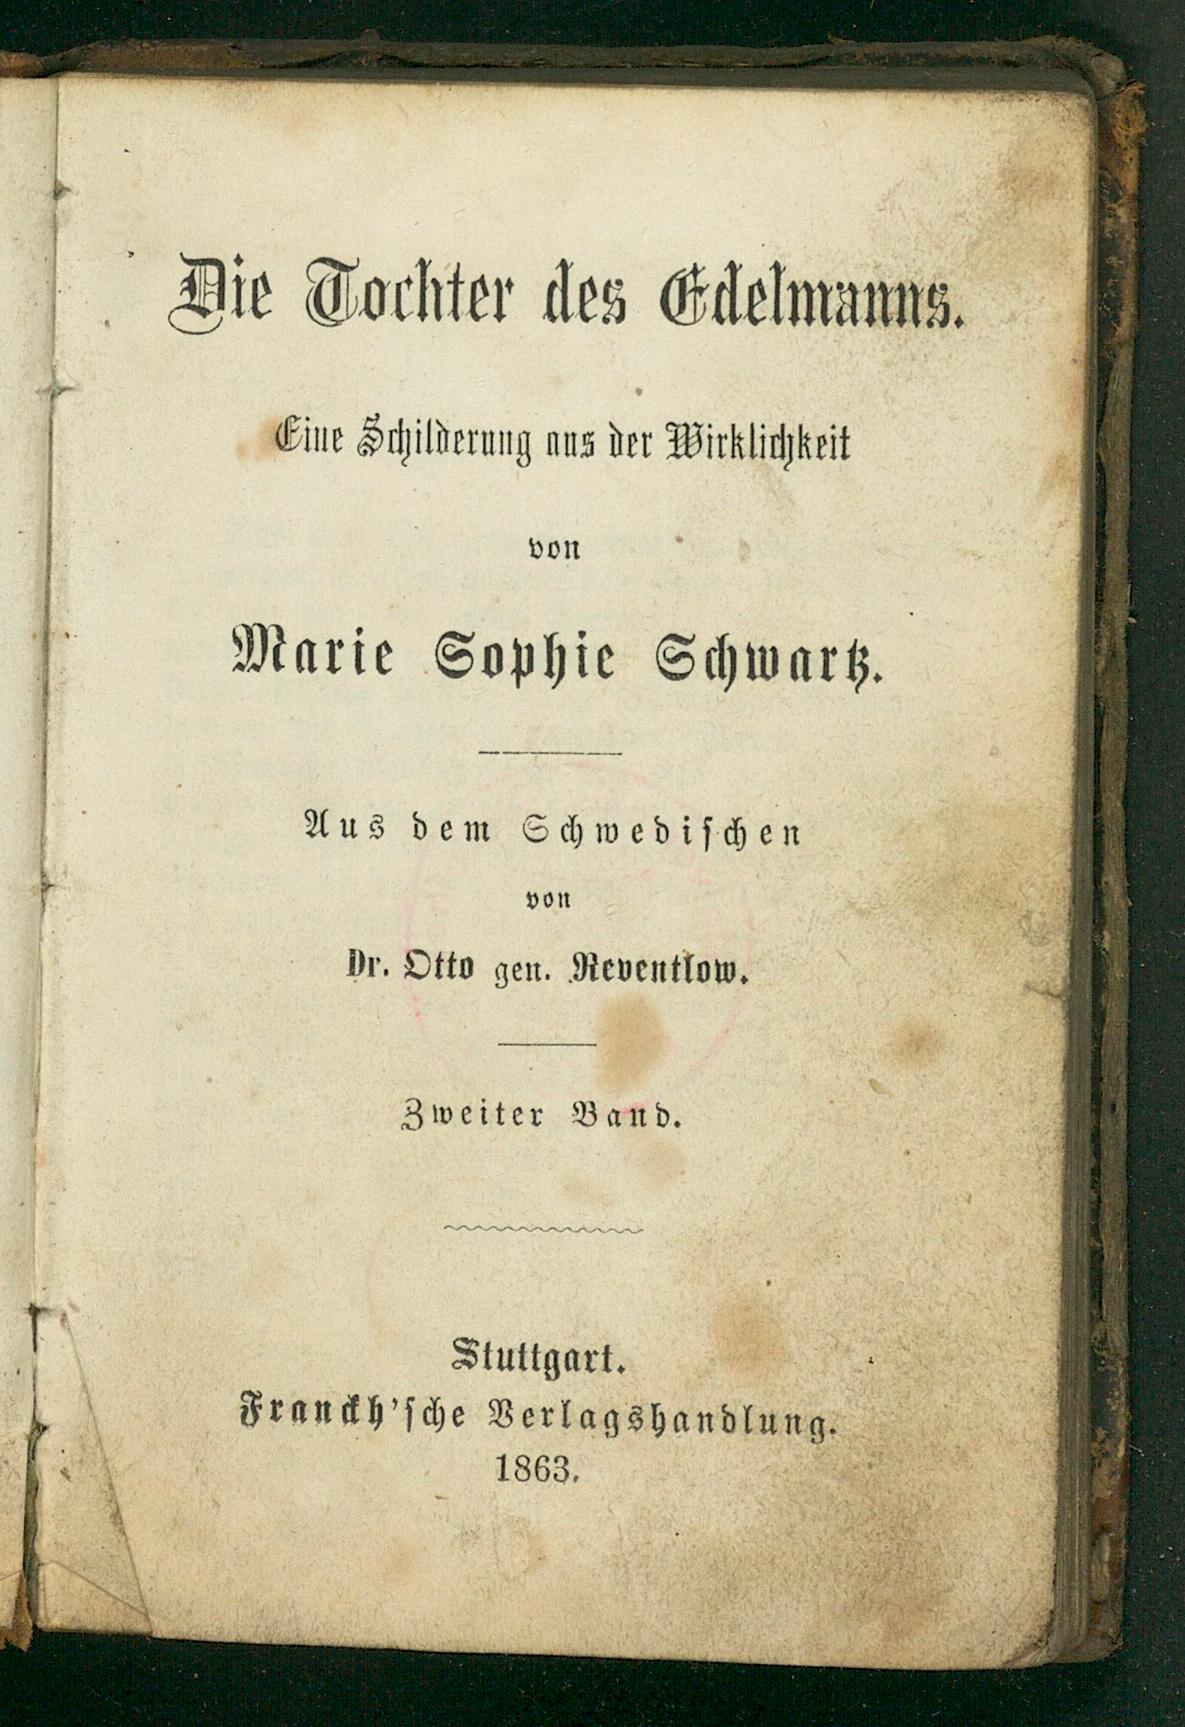 Die Tochter des Edelmanns.
Eine Schilderung aus der Wirklichkeit
von
Marie Sophie Schwartz.
Aus dem Schwedischen
von
Dr. Otto gen. Reventlow.
Zweiter Band.
Stuttgart.
Franckh'sche Verlagshandlung.
1863.